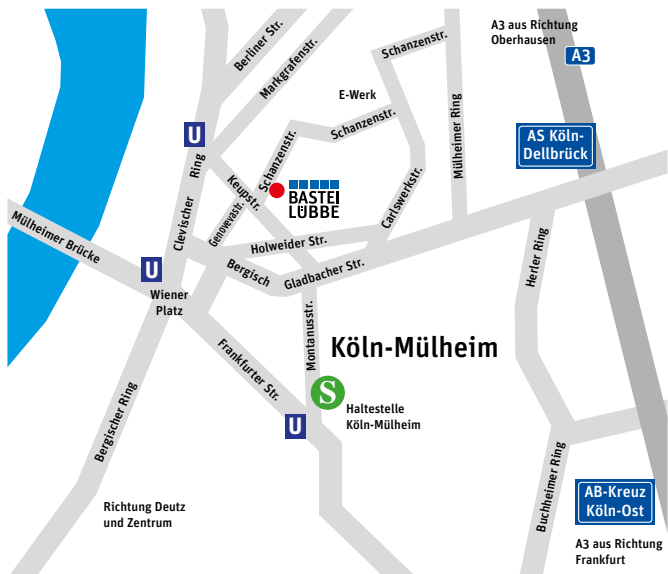 A3 aus Richtung
Oberhausen
A3
Berliner Str.
Markgrafenstr.
Schanzenstr.
E-Werk
Schanzenstr.
Mülheimer Ring
AS Köln-
Dellbrück
U
Clevischer Ring
Keupstr.
Schanzenstr.
Genovevastr.
BASTEI
LÜBBE
Carlswerkstr.
Mülheimer Brücke
U
Wiener
Platz
Holweider Str.
Bergisch
Gladbacher Str.
Herler Ring
Montanusstr.
Köln-Mülheim
Frankfurter Str.
S
Haltestelle
Köln-Mülheim
U
Bergischer Ring
Buchheimer Ring
Richtung Deutz
und Zentrum
AB-Kreuz
Köln-Ost
A3 aus Richtung
Frankfurt